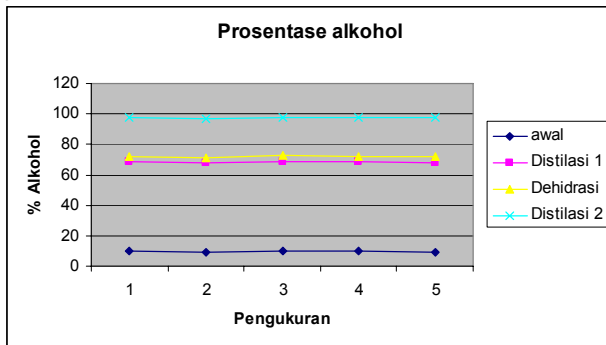 Prosentase alkohol
120
100
80
60
40
20
0
% Alkohol
1 2 3 4 5
Pengukuran
awal
Distilasi 1
Dehidrasi
Distilasi 2